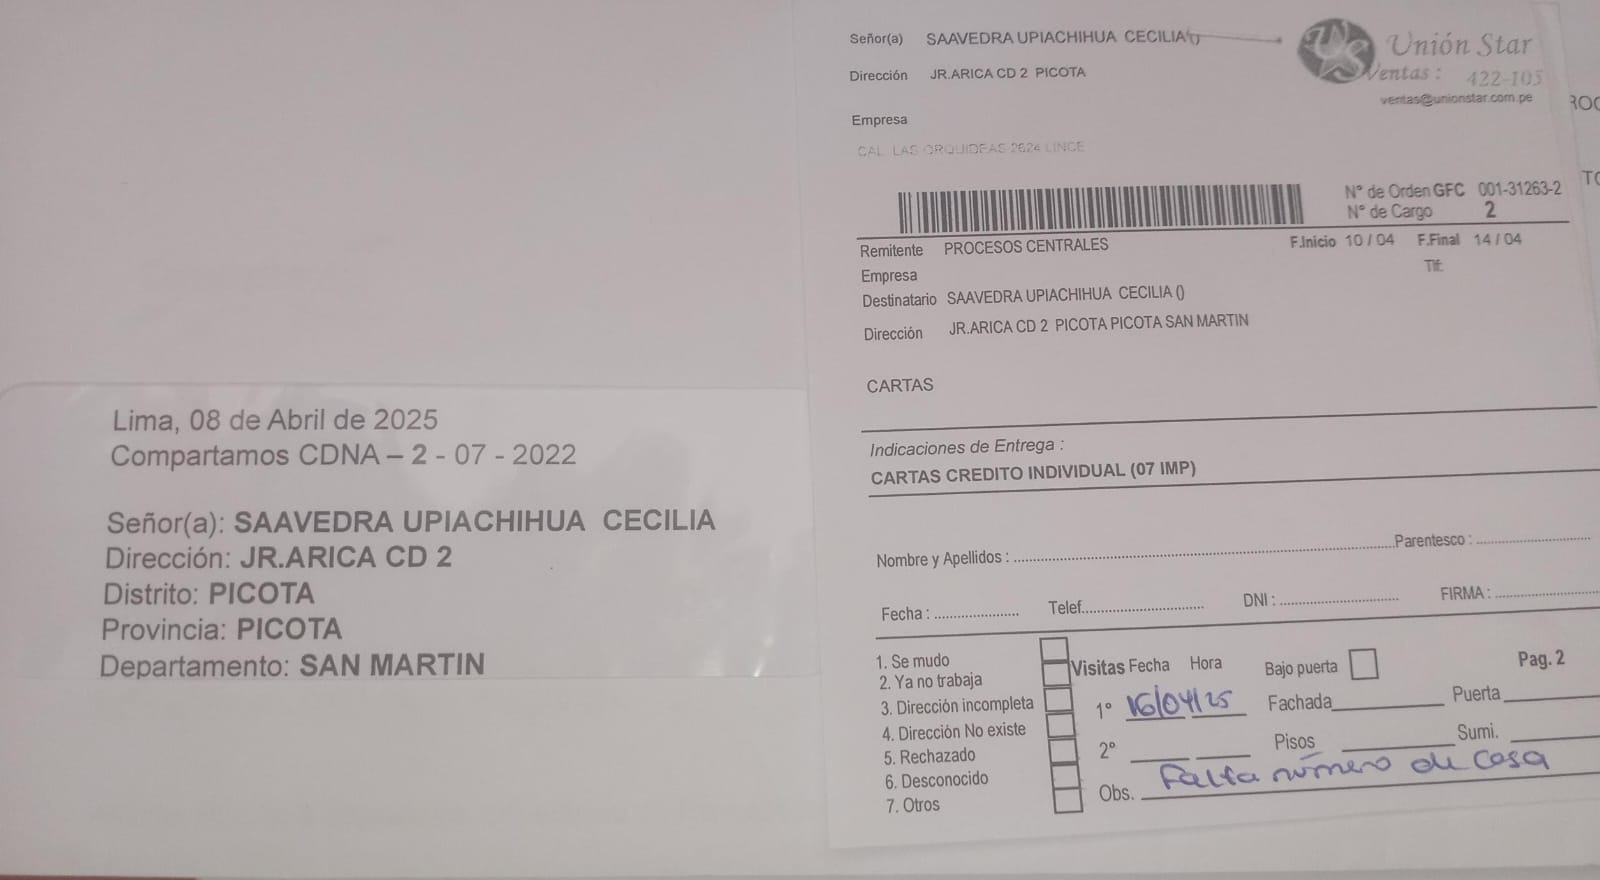 Lima, 08 de Abril de 2025
Compartamos CDNA – 2 - 07 - 2022
Señor(a): SAAVEDRA UPIACHIHUA CECILIA
Dirección: JR.ARICA CD 2
Distrito: PICOTA
Provincia: PICOTA
Departamento: SAN MARTIN
Señor(a) SAAVEDRA UPIACHIHUA CECILIA ()
Dirección JR.ARICA CD 2 PICOTA
Unión Star
Ventas : 422-105
ventas@unionstar.com.pe
Empresa
CAL. LAS ORQUIDEAS 2624 LINCE
N° de Orden GFC 001-31263-2
N° de Cargo 2
Remitente PROCESOS CENTRALES F.Inicio 10 / 04 F.Final 14 / 04
Empresa Tlf:
Destinatario SAAVEDRA UPIACHIHUA CECILIA ()
Dirección JR.ARICA CD 2 PICOTA PICOTA SAN MARTIN
CARTAS
Indicaciones de Entrega :
CARTAS CREDITO INDIVIDUAL (07 IMP)
Nombre y Apellidos : Parentesco :
Fecha : Telef. DNI : FIRMA :
1. Se mudo
2. Ya no trabaja
3. Dirección incompleta
4. Dirección No existe
5. Rechazado
6. Desconocido
7. Otros
Visitas Fecha Hora Bajo puerta Pag. 2
1° 16/04/25 Fachada Puerta
2° Pisos Sumi.
Obs. Falta número de casa